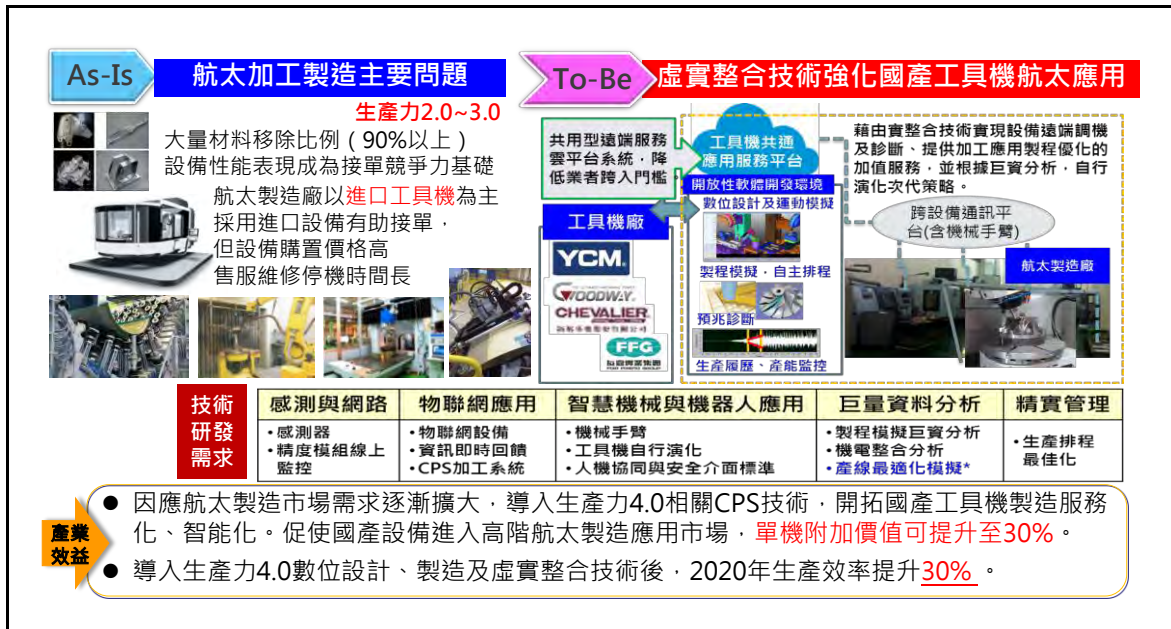 As-Is
航太加工製造主要問題
生產力2.0~3.0
大量材料移除比例（90%以上）
設備性能表現成為接單競爭力基礎
航太製造廠以進口工具機為主
採用進口設備有助接單，
但設備購置價格高
售服維修停機時間長
To-Be
虛實整合技術強化國產工具機航太應用
共用型遠端服務
雲平台系統，降
低業者跨入門檻。
工具機共通
應用服務平台
開放性軟體開發環境
數位設計及運動模擬
製程模擬，自主排程
預兆診斷
生產履歷、產能監控
工具機廠
YCM
GOODWAY
CHEVALIER
FFG
藉由實整合技術實現設備遠端調機
及診斷、提供加工應用製程優化的
加值服務，並根據巨資分析，自行
演化次代策略。
跨設備通訊平
台(含機械手臂)
航太製造廠
技術
研發
需求
感測與網路
・感測器
・精度模組線上
監控
物聯網應用
・物聯網設備
・資訊即時回饋
・CPS加工系統
智慧機械與機器人應用
・機械手臂
・工具機自行演化
・人機協同與安全介面標準
巨量資料分析
・製程模擬巨資分析
・機電整合分析
・產線最適化模擬*
精實管理
・生產排程
最佳化
產業
效益
● 因應航太製造市場需求逐漸擴大，導入生產力4.0相關CPS技術，開拓國產工具機製造服務
化、智能化。促使國產設備進入高階航太製造應用市場，單機附加價值可提升至30%。
● 導入生產力4.0數位設計、製造及虛實整合技術後，2020年生產效率提升30% 。